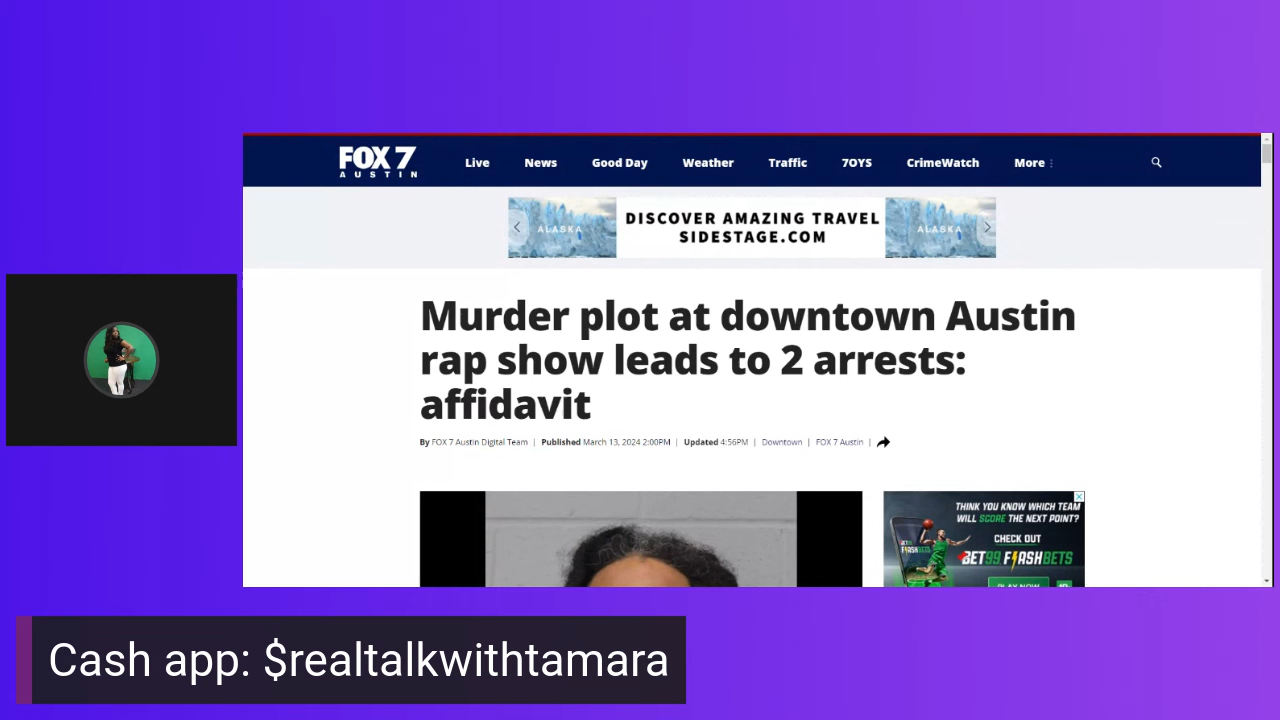 FOX 7
AUSTIN
Live News Good Day Weather Traffic 7OYS CrimeWatch More
ALASKA
DISCOVER AMAZING TRAVEL
SIDESTAGE.COM
ALASKA
Murder plot at downtown Austin
rap show leads to 2 arrests:
affidavit
By FOX 7 Austin Digital Team | Published March 13, 2024 2:00PM | Updated 4:56PM | Downtown | FOX 7 Austin |
THINK YOU KNOW WHICH TEAM
WILL SCORE THE NEXT POINT?
CHECK OUT
BET99 FLASHBETS
PLAY NOW
Cash app: $realtalkwithtamara